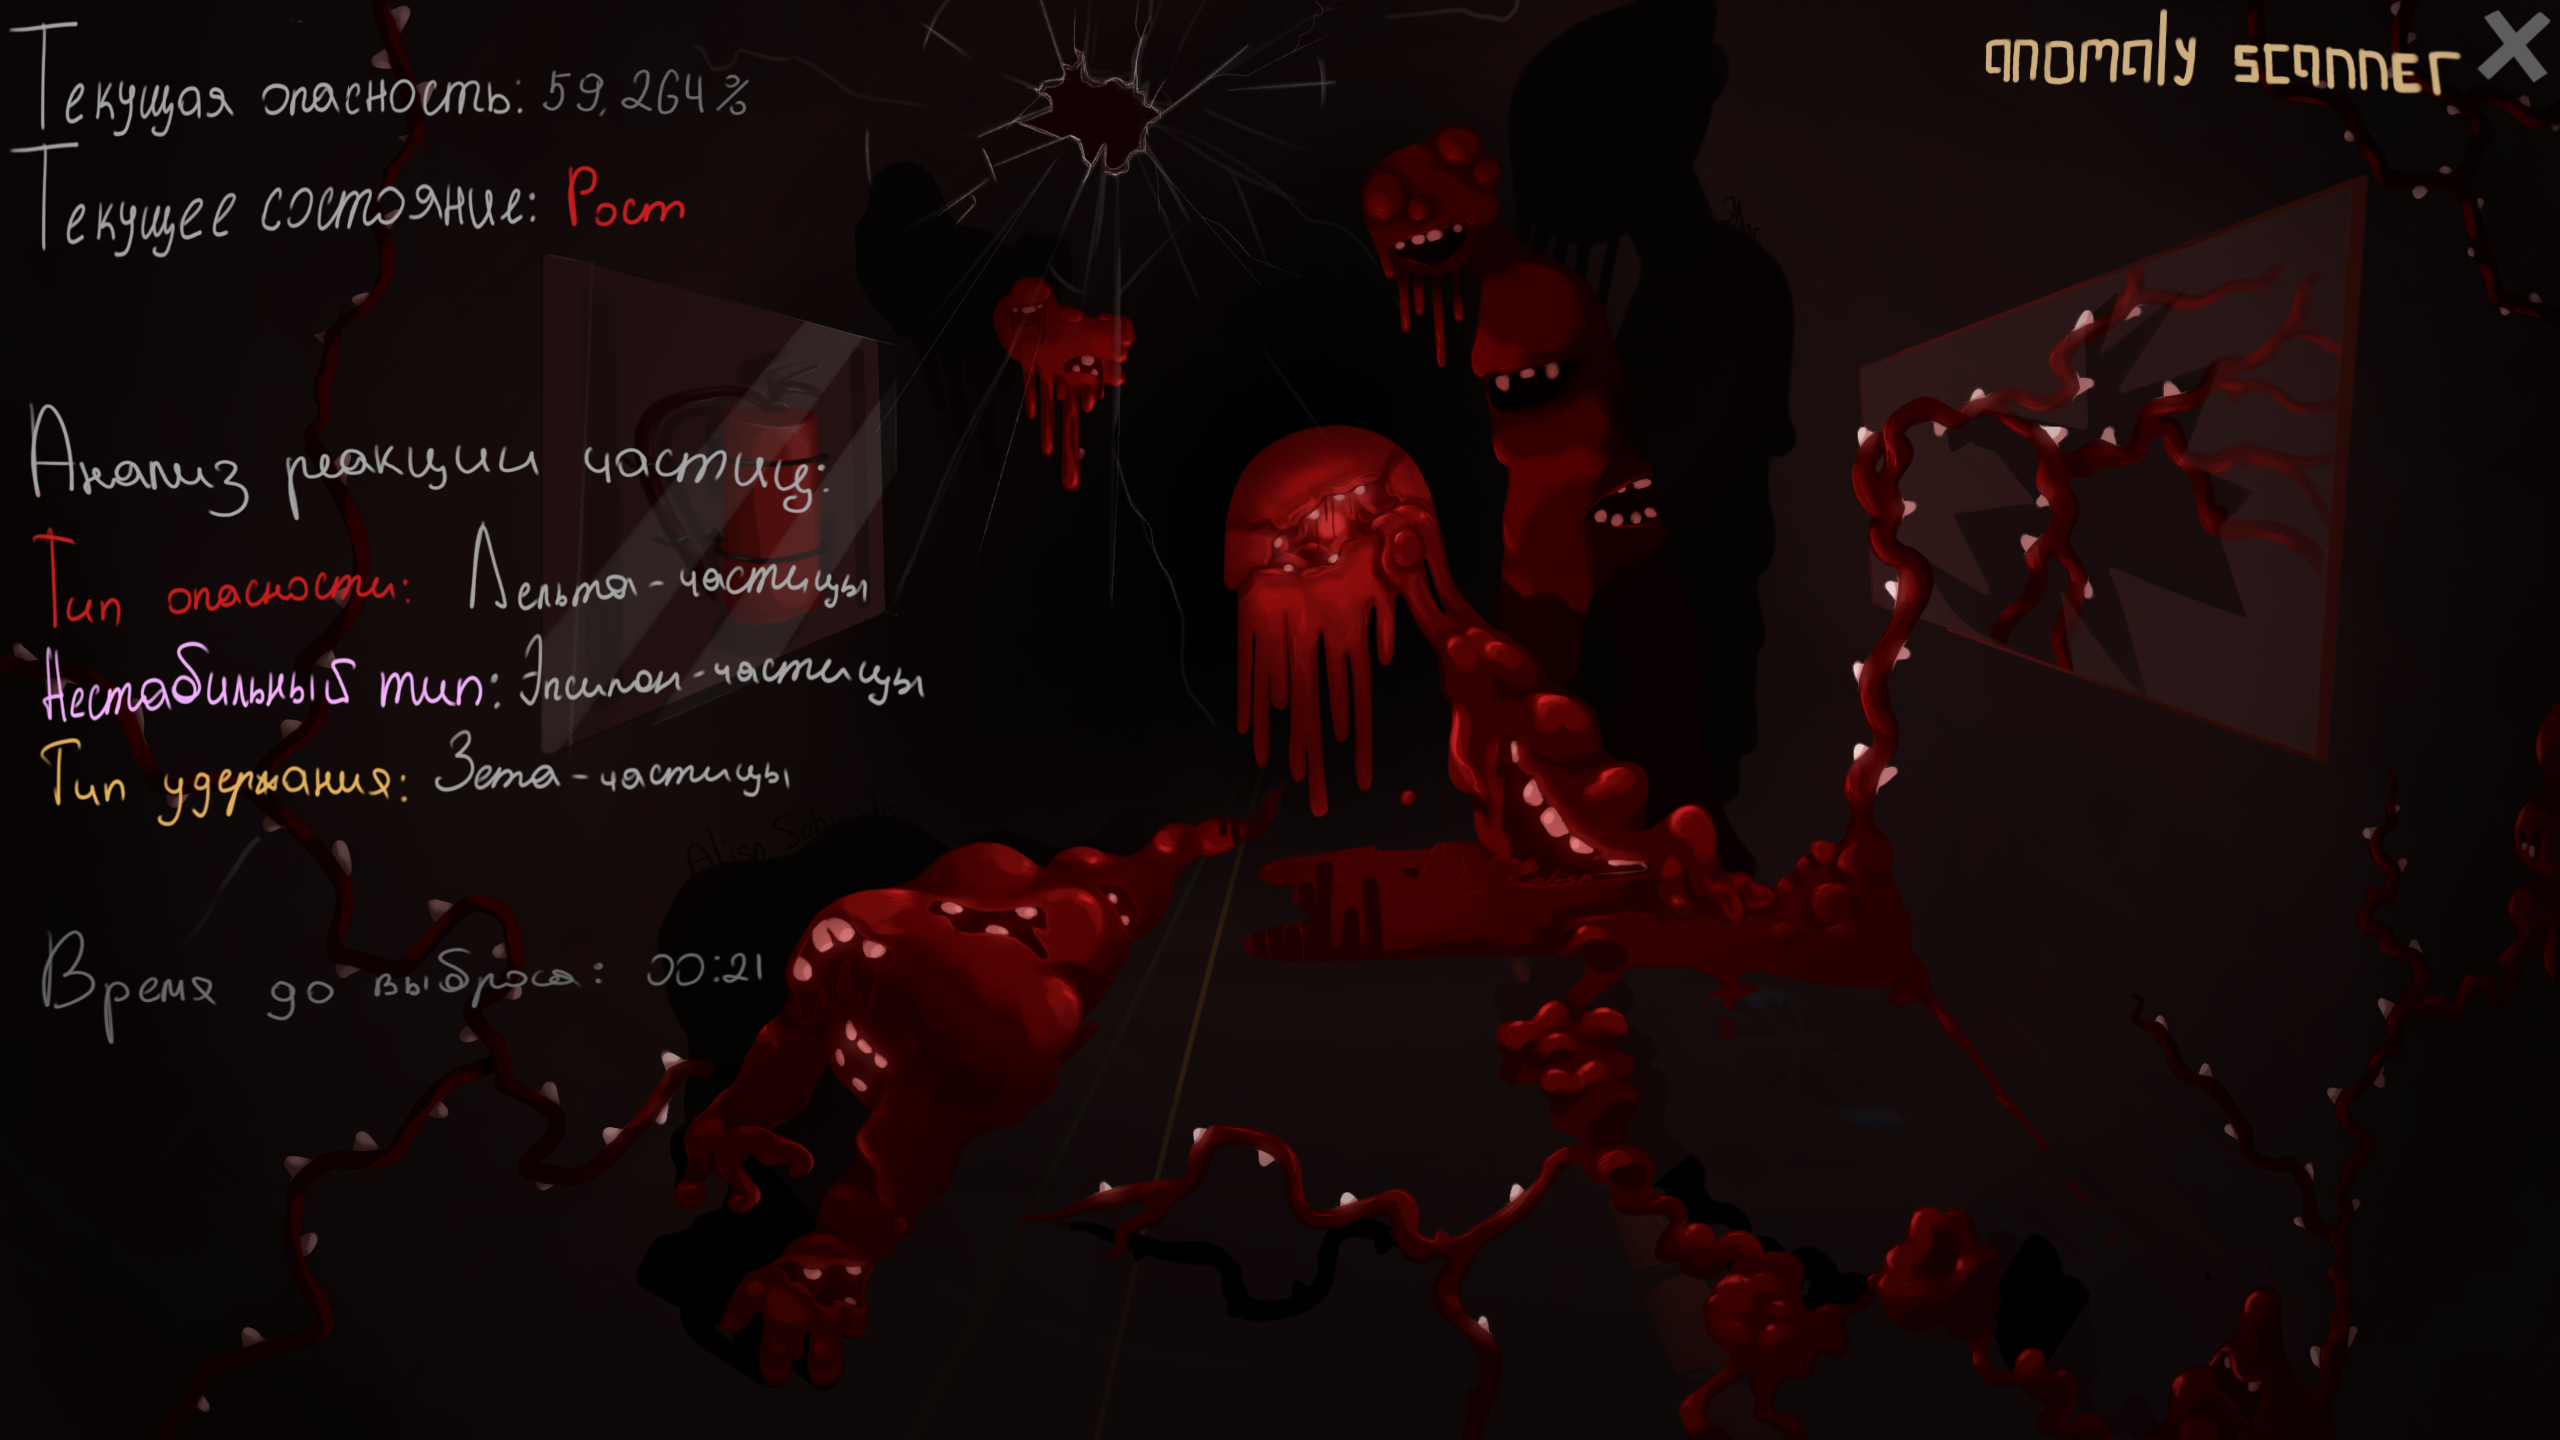 anomaly scanner
Текущая опасность: 59,264%
Текущее состояние: Рост
Анализ реакции частиц:
Тип опасности: Дельта-частицы
Нестабильный тип: Эпсилон-частицы
Тип удержания: Зета-частицы
Alisa
Время до выброса: 00:21